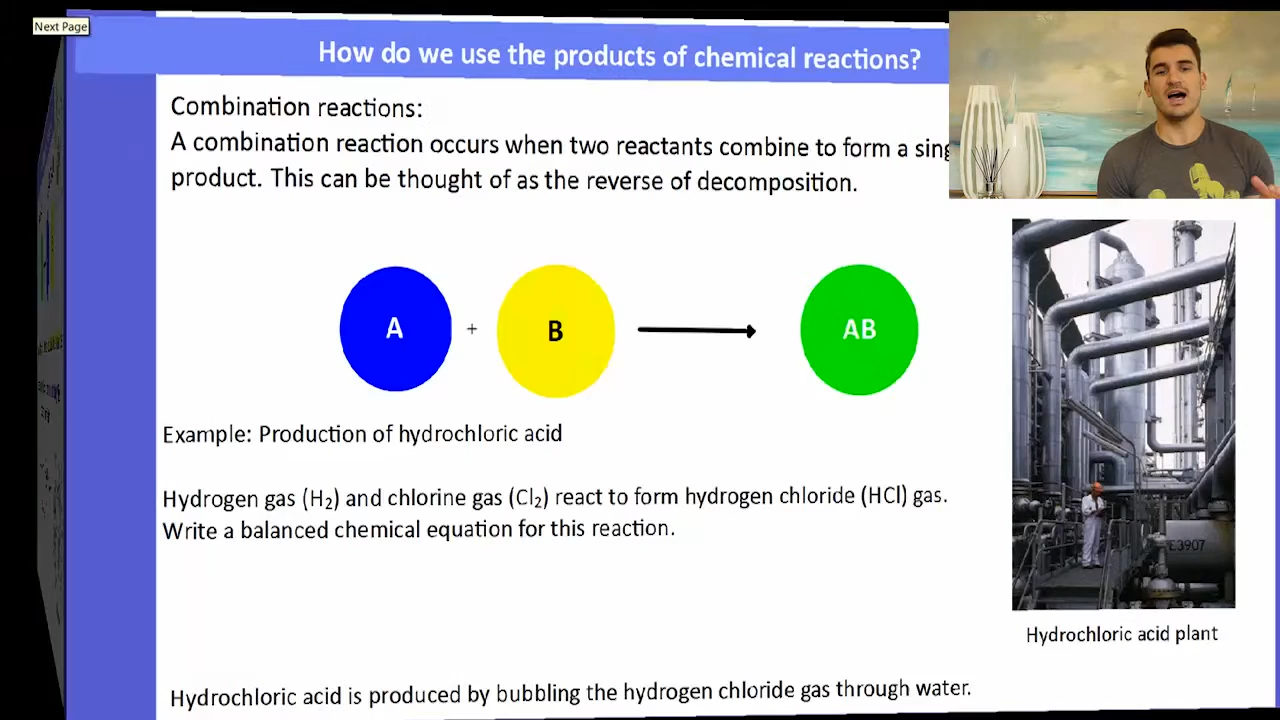 Next Page
How do we use the products of chemical reactions?
Combination reactions:
A combination reaction occurs when two reactants combine to form a
product. This can be thought of as the reverse of decomposition.
A + B AB
Example: Production of hydrochloric acid
Hydrogen gas (H₂) and chlorine gas (Cl₂) react to form hydrogen chloride (HCl) gas.
Write a balanced chemical equation for this reaction.
E3907
Hydrochloric acid plant
Hydrochloric acid is produced by bubbling the hydrogen chloride gas through water.